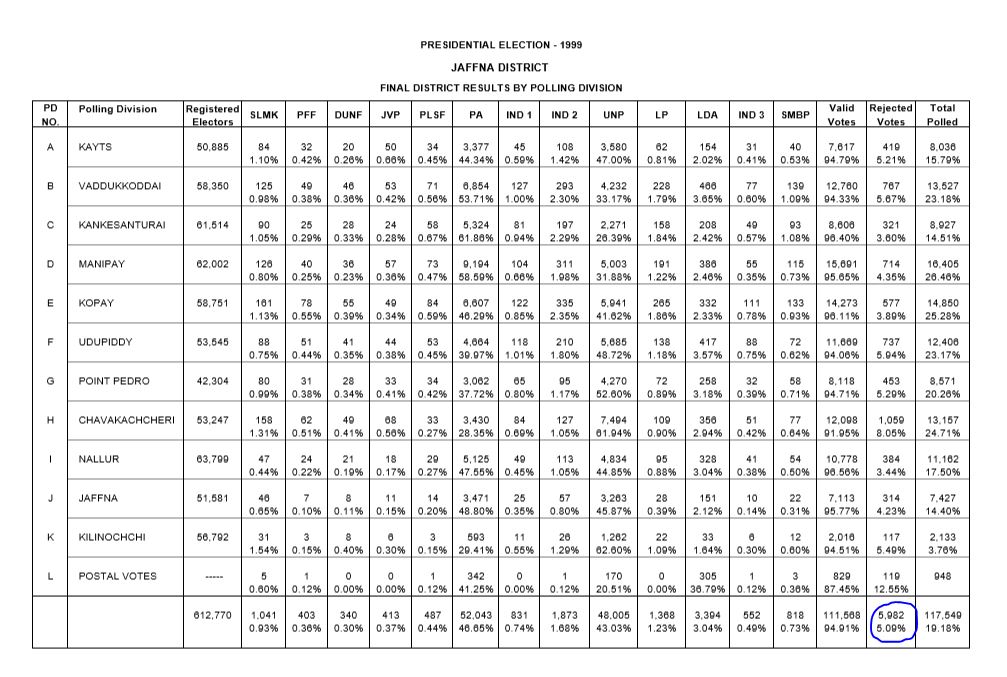 PRESIDENTIAL ELECTION - 1999
JAFFNA DISTRICT
FINAL DISTRICT RESULTS BY POLLING DIVISION
PD NO. Polling Division Registered Electors SLMK PFF DUNF JVP PLSF PA IND 1 IND 2 UNP LP LDA IND 3 SMBP Valid Votes Rejected Votes Total Polled
A KAYTS 50,885 84 32 20 50 34 3,377 45 108 3,580 62 154 31 40 7,617 419 8,036
1.10% 0.42% 0.26% 0.66% 0.45% 44.34% 0.59% 1.42% 47.00% 0.81% 2.02% 0.41% 0.53% 94.79% 5.21% 15.79%
B VADDUKKODDAI 58,350 125 49 46 53 71 6,854 127 293 4,232 228 466 77 139 12,760 767 13,527
0.98% 0.38% 0.36% 0.42% 0.56% 53.71% 1.00% 2.30% 33.17% 1.79% 3.65% 0.60% 1.09% 94.33% 5.67% 23.18%
C KANKESANTURAI 61,514 90 25 28 24 58 5,324 81 197 2,271 158 208 49 93 8,606 321 8,927
1.05% 0.29% 0.33% 0.28% 0.67% 61.86% 0.94% 2.29% 26.39% 1.84% 2.42% 0.57% 1.08% 96.40% 3.60% 14.51%
D MANIPAY 62,002 126 40 36 57 73 9,194 104 311 5,003 191 386 55 115 15,691 714 16,405
0.80% 0.25% 0.23% 0.36% 0.47% 58.59% 0.66% 1.98% 31.88% 1.22% 2.46% 0.35% 0.73% 95.65% 4.35% 26.46%
E KOPAY 58,751 161 78 55 49 84 6,607 122 335 5,941 265 332 111 133 14,273 577 14,850
1.13% 0.55% 0.39% 0.34% 0.59% 46.29% 0.85% 2.35% 41.62% 1.86% 2.33% 0.78% 0.93% 96.11% 3.89% 25.28%
F UDUPIDDY 53,545 88 51 41 44 53 4,664 118 210 5,685 138 417 88 72 11,669 737 12,406
0.75% 0.44% 0.35% 0.38% 0.45% 39.97% 1.01% 1.80% 48.72% 1.18% 3.57% 0.75% 0.62% 94.06% 5.94% 23.17%
G POINT PEDRO 42,304 80 31 28 33 34 3,062 65 95 4,270 72 258 32 58 8,118 453 8,571
0.99% 0.38% 0.34% 0.41% 0.42% 37.72% 0.80% 1.17% 52.60% 0.89% 3.18% 0.39% 0.71% 94.71% 5.29% 20.26%
H CHAVAKACHCHERI 53,247 158 62 49 68 33 3,430 84 127 7,494 109 356 51 77 12,098 1,059 13,157
1.31% 0.51% 0.41% 0.56% 0.27% 28.35% 0.69% 1.05% 61.94% 0.90% 2.94% 0.42% 0.64% 91.95% 8.05% 24.71%
I NALLUR 63,799 47 24 21 18 29 5,125 49 113 4,834 95 328 41 54 10,778 384 11,162
0.44% 0.22% 0.19% 0.17% 0.27% 47.55% 0.45% 1.05% 44.85% 0.88% 3.04% 0.38% 0.50% 96.56% 3.44% 17.50%
J JAFFNA 51,581 46 7 8 11 14 3,471 25 57 3,263 28 151 10 22 7,113 314 7,427
0.65% 0.10% 0.11% 0.15% 0.20% 48.80% 0.35% 0.80% 45.87% 0.39% 2.12% 0.14% 0.31% 95.77% 4.23% 14.40%
K KILINOCHCHI 56,792 31 3 8 6 3 593 11 26 1,262 22 33 6 12 2,016 117 2,133
1.54% 0.15% 0.40% 0.30% 0.15% 29.41% 0.55% 1.29% 62.60% 1.09% 1.64% 0.30% 0.60% 94.51% 5.49% 3.76%
L POSTAL VOTES ----- 5 1 0 0 1 342 0 1 170 0 305 1 3 829 119 948
0.60% 0.12% 0.00% 0.00% 0.12% 41.25% 0.00% 0.12% 20.51% 0.00% 36.79% 0.12% 0.36% 87.45% 12.55%
612,770 1,041 403 340 413 487 52,043 831 1,873 48,005 1,368 3,394 552 818 111,568 5,982 117,549
0.93% 0.36% 0.30% 0.37% 0.44% 46.65% 0.74% 1.68% 43.03% 1.23% 3.04% 0.49% 0.73% 94.91% 5.09% 19.18%